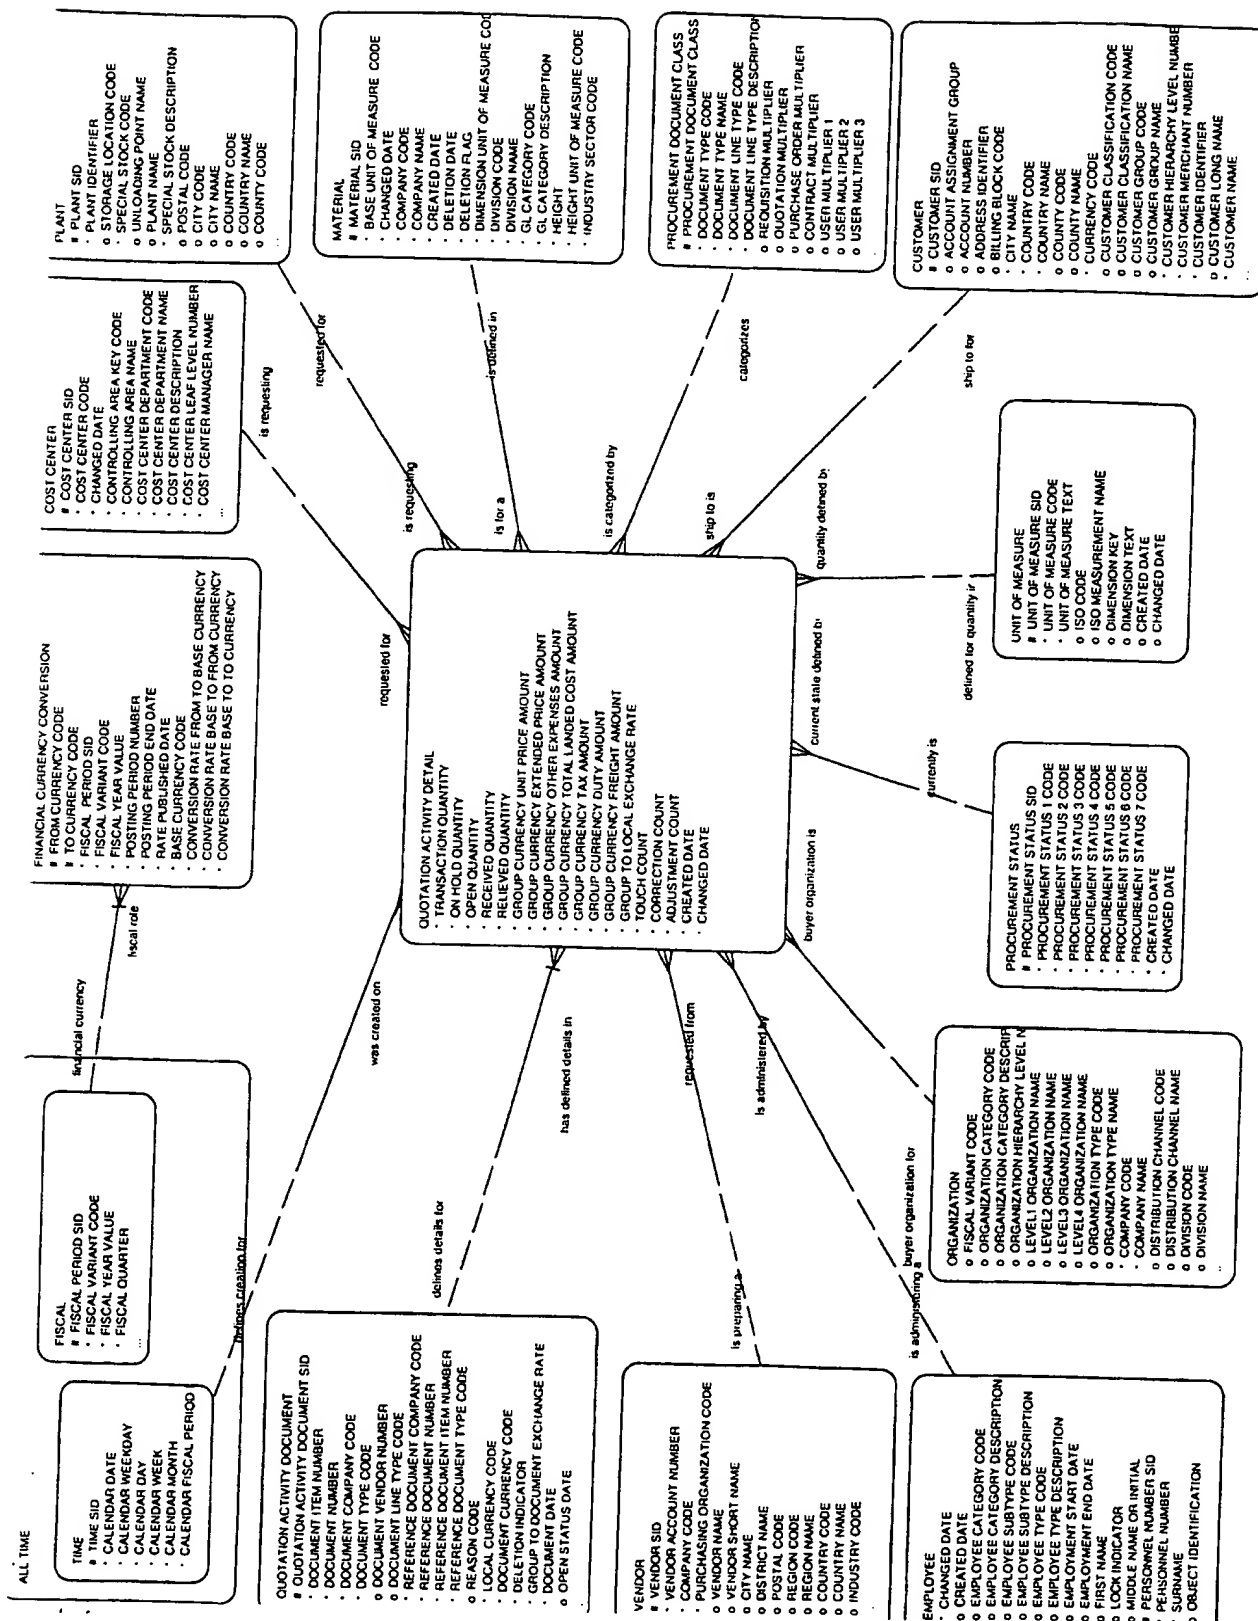 ALL TIME
TIME
# TIME SID
· CALENDAR DATE
· CALENDAR WEEKDAY
· CALENDAR DAY
· CALENDAR WEEK
· CALENDAR MONTH
· CALENDAR FISCAL PERIOD
FISCAL
# FISCAL PERIOD SID
· FISCAL VARIANT CODE
· FISCAL YEAR VALUE
· FISCAL QUARTER
...
financial currency
fiscal role
FINANCIAL CURRENCY CONVERSION
# FROM CURRENCY CODE
# TO CURRENCY CODE
· FISCAL PERIOD SID
· FISCAL VARIANT CODE
· FISCAL YEAR VALUE
· POSTING PERIOD NUMBER
· POSTING PERIOD END DATE
· RATE PUBLISHED DATE
· BASE CURRENCY CODE
· CONVERSION RATE FROM TO BASE CURRENCY
· CONVERSION RATE BASE TO FROM CURRENCY
· CONVERSION RATE BASE TO TO CURRENCY
COST CENTER
# COST CENTER SID
· COST CENTER CODE
· CHANGED DATE
· CONTROLLING AREA KEY CODE
· CONTROLLING AREA NAME
· COST CENTER DEPARTMENT CODE
· COST CENTER DEPARTMENT NAME
· COST CENTER DESCRIPTION
· COST CENTER LEAF LEVEL NUMBER
· COST CENTER MANAGER NAME
...
PLANT
# PLANT SID
· PLANT IDENTIFIER
o STORAGE LOCATION CODE
· SPECIAL STOCK CODE
· UNLOADING POINT NAME
o PLANT NAME
· SPECIAL STOCK DESCRIPTION
o POSTAL CODE
o CITY CODE
o CITY NAME
o COUNTRY CODE
o COUNTRY NAME
o COUNTY CODE
defines creation for
was created on
is requesting
requested for
requested for
is requesting
QUOTATION ACTIVITY DOCUMENT
# QUOTATION ACTIVITY DOCUMENT SID
· DOCUMENT ITEM NUMBER
· DOCUMENT NUMBER
· DOCUMENT COMPANY CODE
· DOCUMENT TYPE CODE
o DOCUMENT VENDOR NUMBER
o DOCUMENT LINE TYPE CODE
· REFERENCE DOCUMENT COMPANY CODE
· REFERENCE DOCUMENT NUMBER
· REFERENCE DOCUMENT ITEM NUMBER
· REFERENCE DOCUMENT TYPE CODE
o REASON CODE
· LOCAL CURRENCY CODE
· DOCUMENT CURRENCY CODE
· DELETION INDICATOR
· GROUP TO DOCUMENT EXCHANGE RATE
· DOCUMENT DATE
o OPEN STATUS DATE
defines details for
has defined details in
QUOTATION ACTIVITY DETAIL
· TRANSACTION QUANTITY
· ON HOLD QUANTITY
· OPEN QUANTITY
· RECEIVED QUANTITY
· RELIEVED QUANTITY
· GROUP CURRENCY UNIT PRICE AMOUNT
· GROUP CURRENCY EXTENDED PRICE AMOUNT
· GROUP CURRENCY OTHER EXPENSES AMOUNT
· GROUP CURRENCY TOTAL LANDED COST AMOUNT
· GROUP CURRENCY TAX AMOUNT
· GROUP CURRENCY DUTY AMOUNT
· GROUP CURRENCY FREIGHT AMOUNT
· GROUP TO LOCAL EXCHANGE RATE
· TOUCH COUNT
· CORRECTION COUNT
· ADJUSTMENT COUNT
· CREATED DATE
· CHANGED DATE
is for a
is defined in
MATERIAL
# MATERIAL SID
· BASE UNIT OF MEASURE CODE
· CHANGED DATE
· COMPANY CODE
· COMPANY NAME
· CREATED DATE
· DELETION DATE
· DELETION FLAG
· DIMENSION UNIT OF MEASURE COD
· DIVISION CODE
· DIVISION NAME
· GL CATEGORY CODE
· GL CATEGORY DESCRIPTION
· HEIGHT
· HEIGHT UNIT OF MEASURE CODE
· INDUSTRY SECTOR CODE
is categorized by
categorizes
PROCUREMENT DOCUMENT CLASS
# PROCUREMENT DOCUMENT CLASS
· DOCUMENT TYPE CODE
· DOCUMENT TYPE NAME
· DOCUMENT LINE TYPE CODE
· DOCUMENT LINE TYPE DESCRIPTION
o REQUISITION MULTIPLIER
o QUOTATION MULTIPLIER
o PURCHASE ORDER MULTIPLIER
o CONTRACT MULTIPLIER
o USER MULTIPLIER 1
o USER MULTIPLIER 2
o USER MULTIPLIER 3
VENDOR
# VENDOR SID
· VENDOR ACCOUNT NUMBER
· COMPANY CODE
· PURCHASING ORGANIZATION CODE
o VENDOR NAME
o VENDOR SHORT NAME
o CITY NAME
o DISTRICT NAME
o POSTAL CODE
o REGION CODE
o REGION NAME
o COUNTRY CODE
o COUNTRY NAME
o INDUSTRY CODE
is preparing a
requested from
is administered by
buyer organization is
current state defined by
quantity defined by
ship to is
ship to for
CUSTOMER
# CUSTOMER SID
o ACCOUNT ASSIGNMENT GROUP
o ACCOUNT NUMBER
o ADDRESS IDENTIFIER
o BILLING BLOCK CODE
· CITY NAME
· COUNTRY CODE
· COUNTRY NAME
o COUNTY CODE
o COUNTY NAME
· CURRENCY CODE
o CUSTOMER CLASSIFICATION CODE
o CUSTOMER CLASSIFICATION NAME
o CUSTOMER GROUP CODE
o CUSTOMER GROUP NAME
· CUSTOMER HIERARCHY LEVEL NUMBE
· CUSTOMER MERCHANT NUMBER
· CUSTOMER IDENTIFIER
o CUSTOMER LONG NAME
· CUSTOMER NAME
...
EMPLOYEE
· CHANGED DATE
o CREATED DATE
o EMPLOYEE CATEGORY CODE
o EMPLOYEE CATEGORY DESCRIPTION
o EMPLOYEE SUBTYPE CODE
o EMPLOYEE SUBTYPE DESCRIPTION
o EMPLOYEE TYPE CODE
o EMPLOYEE TYPE DESCRIPTION
o EMPLOYMENT START DATE
o EMPLOYMENT END DATE
o FIRST NAME
o LOCK INDICATOR
o MIDDLE NAME OR INITIAL
# PERSONNEL NUMBER SID
· PERSONNEL NUMBER
· SURNAME
o OBJECT IDENTIFICATION
is administering a
buyer organization for
ORGANIZATION
o FISCAL VARIANT CODE
o ORGANIZATION CATEGORY CODE
o ORGANIZATION CATEGORY DESCRIP
o ORGANIZATION HIERARCHY LEVEL N
o LEVEL1 ORGANIZATION NAME
o LEVEL2 ORGANIZATION NAME
o LEVEL3 ORGANIZATION NAME
o LEVEL4 ORGANIZATION NAME
o ORGANIZATION TYPE CODE
o ORGANIZATION TYPE NAME
· COMPANY CODE
· COMPANY NAME
o DISTRIBUTION CHANNEL CODE
o DISTRIBUTION CHANNEL NAME
o DIVISION CODE
o DIVISION NAME
...
currently is
PROCUREMENT STATUS
# PROCUREMENT STATUS SID
· PROCUREMENT STATUS 1 CODE
· PROCUREMENT STATUS 2 CODE
· PROCUREMENT STATUS 3 CODE
· PROCUREMENT STATUS 4 CODE
· PROCUREMENT STATUS 5 CODE
· PROCUREMENT STATUS 6 CODE
· PROCUREMENT STATUS 7 CODE
· CREATED DATE
· CHANGED DATE
defined for quantity ir
UNIT OF MEASURE
# UNIT OF MEASURE SID
· UNIT OF MEASURE CODE
· UNIT OF MEASURE TEXT
o ISO CODE
o ISO MEASUREMENT NAME
o DIMENSION KEY
o DIMENSION TEXT
o CREATED DATE
o CHANGED DATE